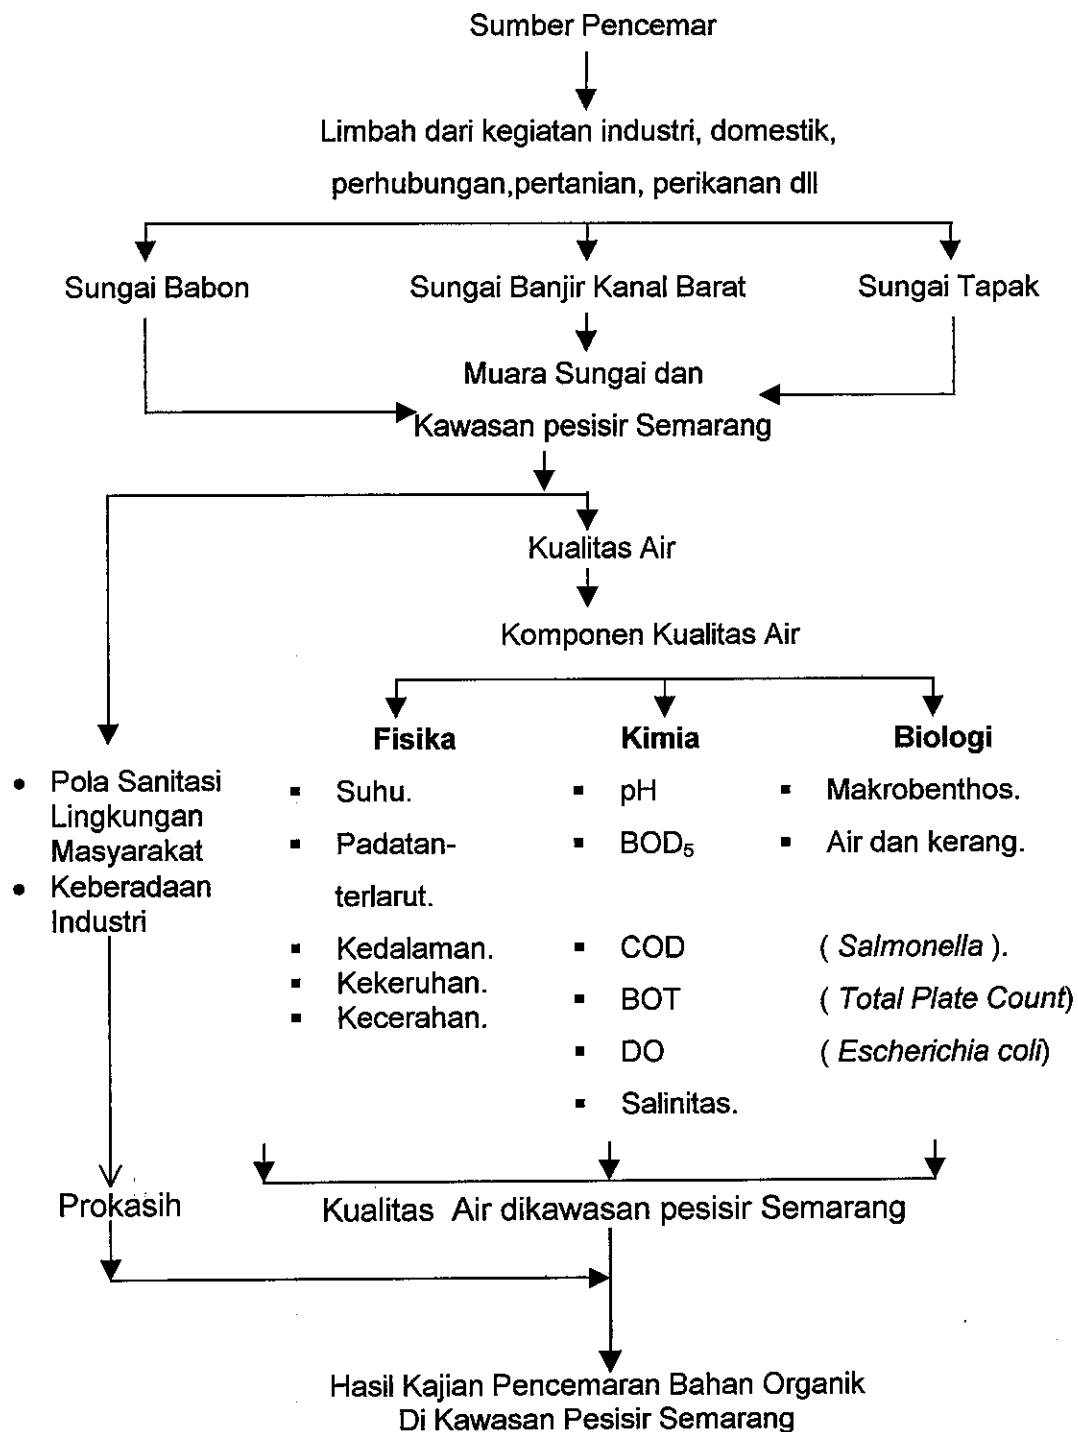 Sumber Pencemar
Limbah dari kegiatan industri, domestik,
perhubungan,pertanian, perikanan dll
Sungai Babon
Sungai Banjir Kanal Barat
Sungai Tapak
Muara Sungai dan
Kawasan pesisir Semarang
Kualitas Air
Komponen Kualitas Air
• Pola Sanitasi
Lingkungan
Masyarakat
• Keberadaan
Industri
Fisika
▪ Suhu.
▪ Padatan-
terlarut.
▪ Kedalaman.
▪ Kekeruhan.
▪ Kecerahan.
Kimia
▪ pH
▪ BOD₅
▪ COD
▪ BOT
▪ DO
▪ Salinitas.
Biologi
▪ Makrobenthos.
▪ Air dan kerang.
( Salmonella ).
( Total Plate Count)
( Escherichia coli)
Prokasih
Kualitas Air dikawasan pesisir Semarang
Hasil Kajian Pencemaran Bahan Organik
Di Kawasan Pesisir Semarang